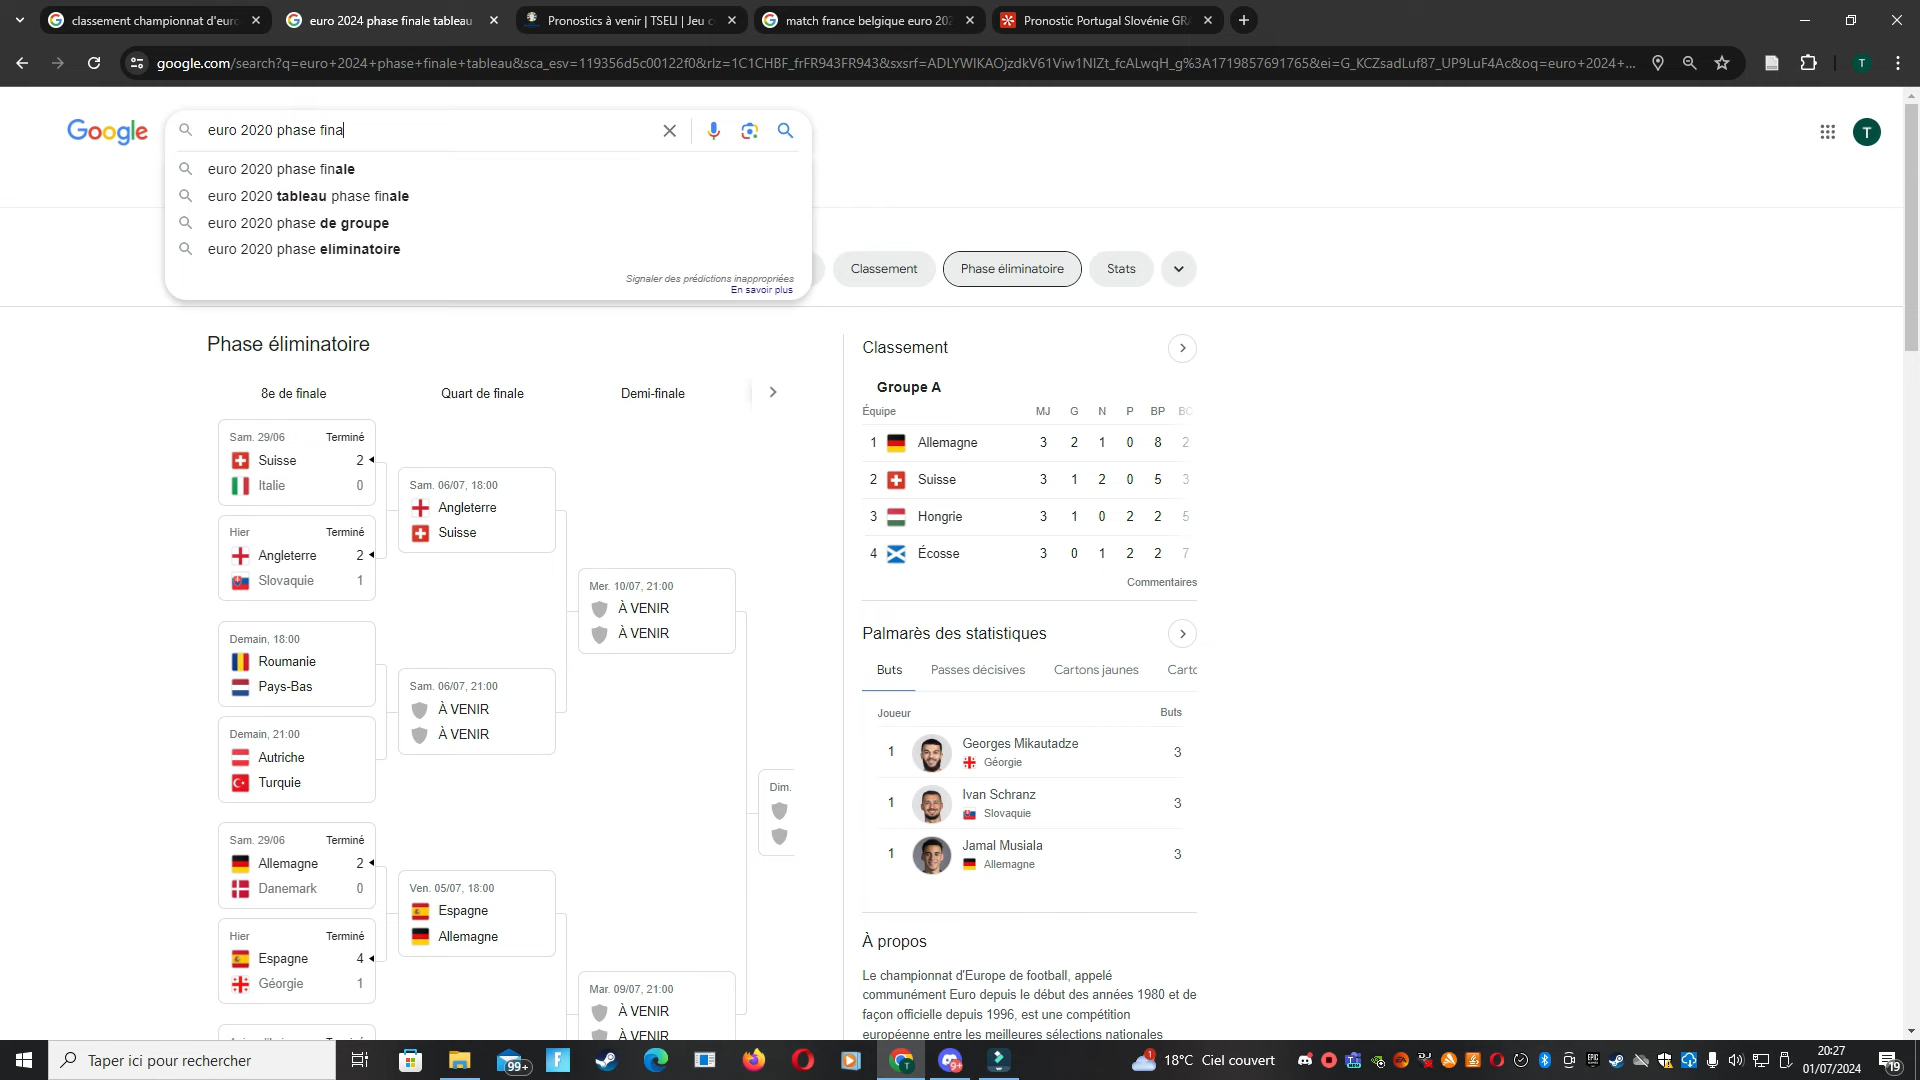 classement championnat d'euro
euro 2024 phase finale tableau
Pronostics à venir | TSELI | Jeu c
match france belgique euro 202
Pronostic Portugal Slovénie GRA
google.com/search?q=euro+2024+phase+finale+tableau&sca_esv=119356d5c00122f0&rlz=1C1CHBF_frFR943FR943&sxsrf=ADLYWIKAOjzdkV61Viw1NIZt_fcALwqH_g%3A1719857691765&ei=G_KCZsadLuf87_UP9LuF4Ac&oq=euro+2024+...
T
Google
euro 2020 phase fina
T
euro 2020 phase finale
euro 2020 tableau phase finale
euro 2020 phase de groupe
euro 2020 phase eliminatoire
Signaler des prédictions inappropriées
En savoir plus
Classement
Phase éliminatoire
Stats
Phase éliminatoire
8e de finale
Quart de finale
Demi-finale
Sam. 29/06 Terminé
Suisse 2
Italie 0
Hier Terminé
Angleterre 2
Slovaquie 1
Demain, 18:00
Roumanie
Pays-Bas
Demain, 21:00
Autriche
Turquie
Sam. 29/06 Terminé
Allemagne 2
Danemark 0
Hier Terminé
Espagne 4
Géorgie 1
Sam. 06/07, 18:00
Angleterre
Suisse
Sam. 06/07, 21:00
À VENIR
À VENIR
Ven. 05/07, 18:00
Espagne
Allemagne
Mer. 10/07, 21:00
À VENIR
À VENIR
Mar. 09/07, 21:00
À VENIR
À VENIR
Dim.
Classement
Groupe A
Équipe MJ G N P BP BC
1 Allemagne 3 2 1 0 8 2
2 Suisse 3 1 2 0 5 3
3 Hongrie 3 1 0 2 2 5
4 Écosse 3 0 1 2 2 7
Commentaires
Palmarès des statistiques
Buts Passes décisives Cartons jaunes Carto
Joueur Buts
1 Georges Mikautadze 3
Géorgie
1 Ivan Schranz 3
Slovaquie
1 Jamal Musiala 3
Allemagne
À propos
Le championnat d'Europe de football, appelé
communément Euro depuis le début des années 1980 et de
façon officielle depuis 1996, est une compétition
européenne entre les meilleures sélections nationales
Taper ici pour rechercher
99+
9+
1
18°C Ciel couvert
20:27
01/07/2024
19